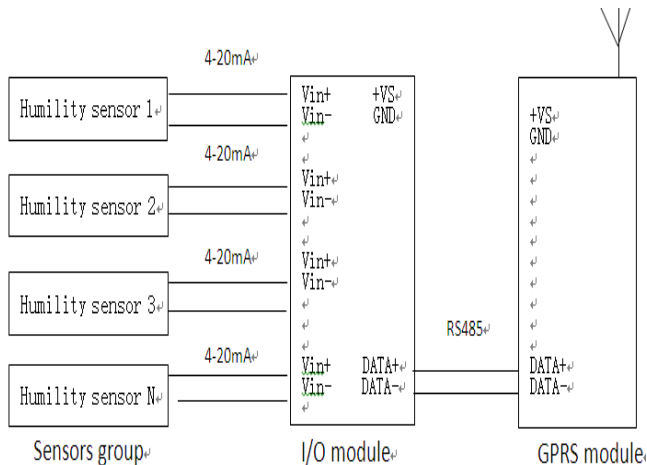 4-20mA
Humility sensor 1
Vin+ +VS
Vin- GND
+VS
GND
4-20mA
Humility sensor 2
Vin+
Vin-
4-20mA
Humility sensor 3
Vin+
Vin-
RS485
4-20mA
Humility sensor N
Vin+ DATA+
Vin- DATA-
DATA+
DATA-
Sensors group
I/O module
GPRS module